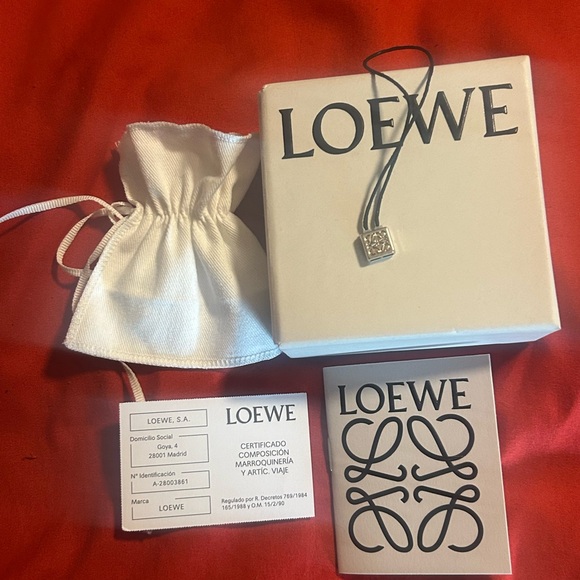 LOEWE
LOEWE, S.A.
Domicilio Social
Goya, 4
28001 Madrid
Nº Identificación
A-28003861
Marca
LOEWE
LOEWE
CERTIFICADO
COMPOSICIÓN
MARROQUINERÍA
Y ARTÍC. VIAJE
Regulado por R. Decretos 769/1984
165/1988 y O.M. 15/2/90
LOEWE